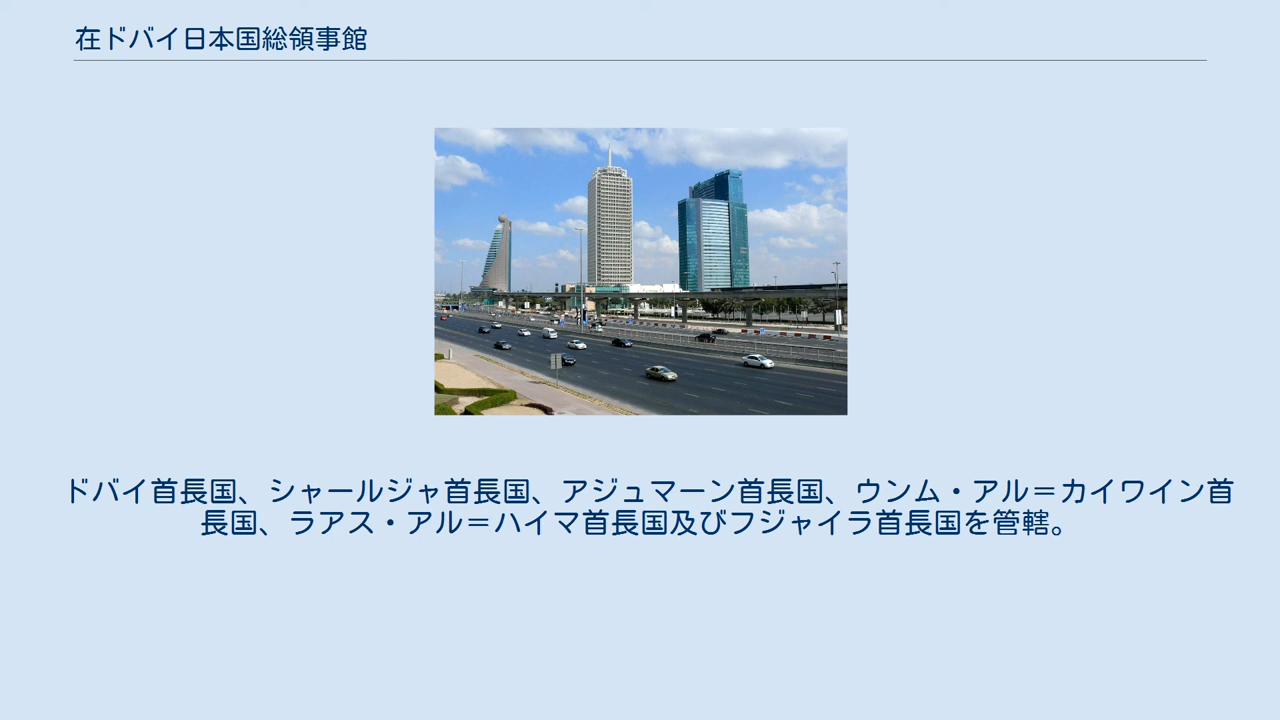 在ドバイ日本国総領事館
ドバイ首長国、シャールジャ首長国、アジュマーン首長国、ウンム・アル＝カイワイン首
長国、ラアス・アル＝ハイマ首長国及びフジャイラ首長国を管轄。